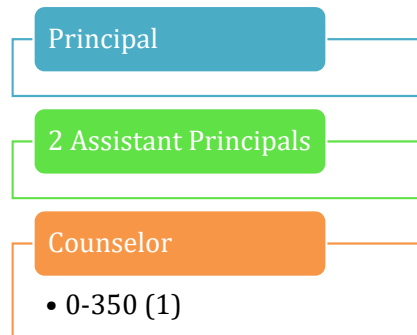 Principal
2 Assistant Principals
Counselor
• 0-350 (1)